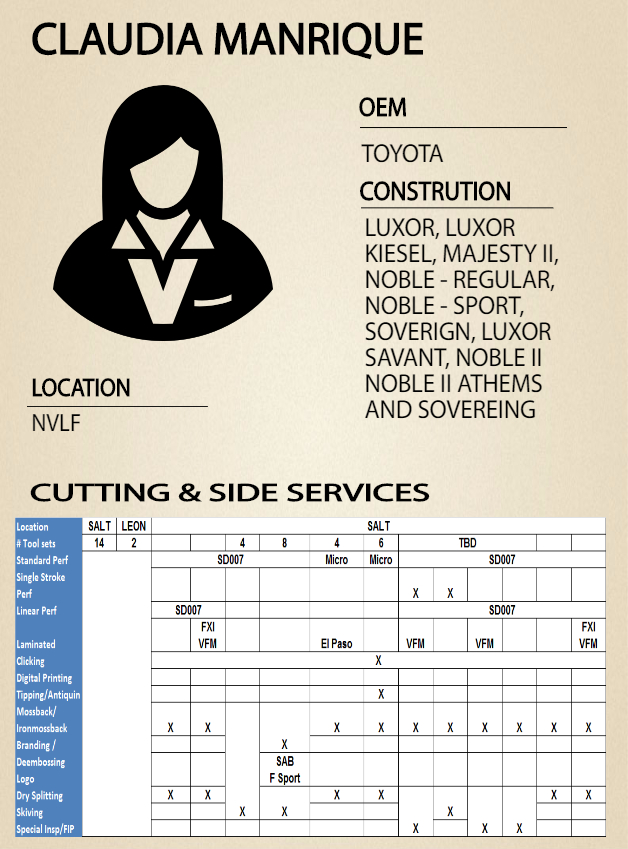 CLAUDIA MANRIQUE
OEM
TOYOTA
CONSTRUTION
LUXOR, LUXOR
KIESEL, MAJESTY II,
NOBLE - REGULAR,
NOBLE - SPORT,
SOVERIGN, LUXOR
SAVANT, NOBLE II
NOBLE II ATHEMS
AND SOVEREING
V
LOCATION
NVLF
CUTTING & SIDE SERVICES
Location SALT LEON SALT
# Tool sets 14 2 4 8 4 6 TBD
Standard Perf SD007 Micro Micro SD007
Single Stroke
Perf X X
Linear Perf SD007 SD007
FXI FXI
Laminated VFM El Paso VFM VFM VFM
Clicking X
Digital Printing
Tipping/Antiquin X
Mossback/
Ironmossback X X X X X X X X X X
Branding / X
Deembossing SAB
Logo F Sport
Dry Splitting X X X X X X
Skiving X X X
Special Insp/FIP X X X